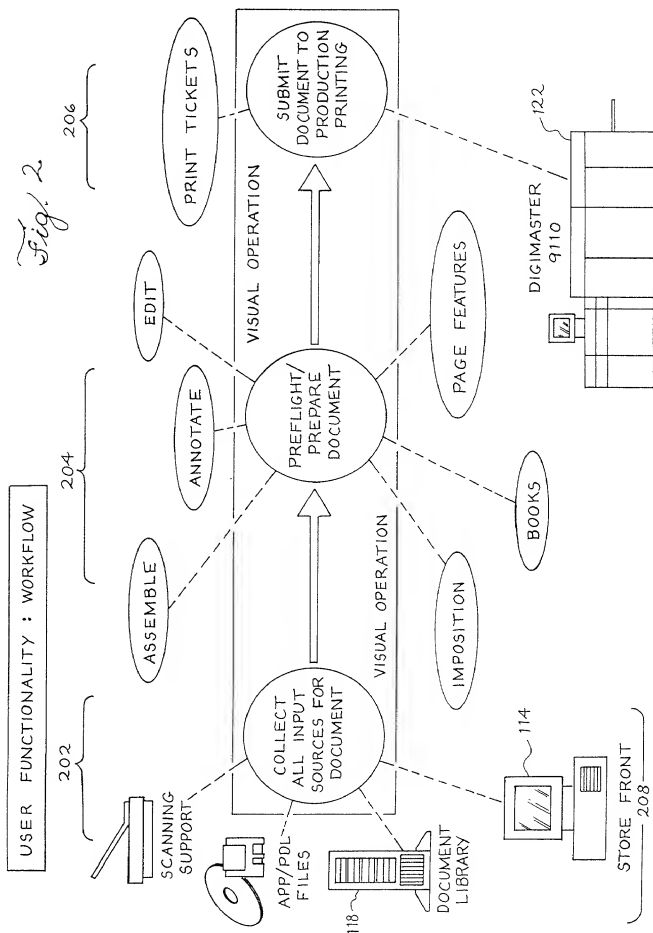 USER FUNCTIONALITY : WORKFLOW
Fig. 2
202
204
206
SCANNING
SUPPORT
APP/PDL
FILES
118
DOCUMENT
LIBRARY
114
STORE FRONT
208
COLLECT
ALL INPUT
SOURCES FOR
DOCUMENT
VISUAL OPERATION
ASSEMBLE
ANNOTATE
EDIT
PREFLIGHT/
PREPARE
DOCUMENT
IMPOSITION
BOOKS
PAGE FEATURES
VISUAL OPERATION
PRINT TICKETS
SUBMIT
DOCUMENT TO
PRODUCTION
PRINTING
DIGIMASTER
9110
122